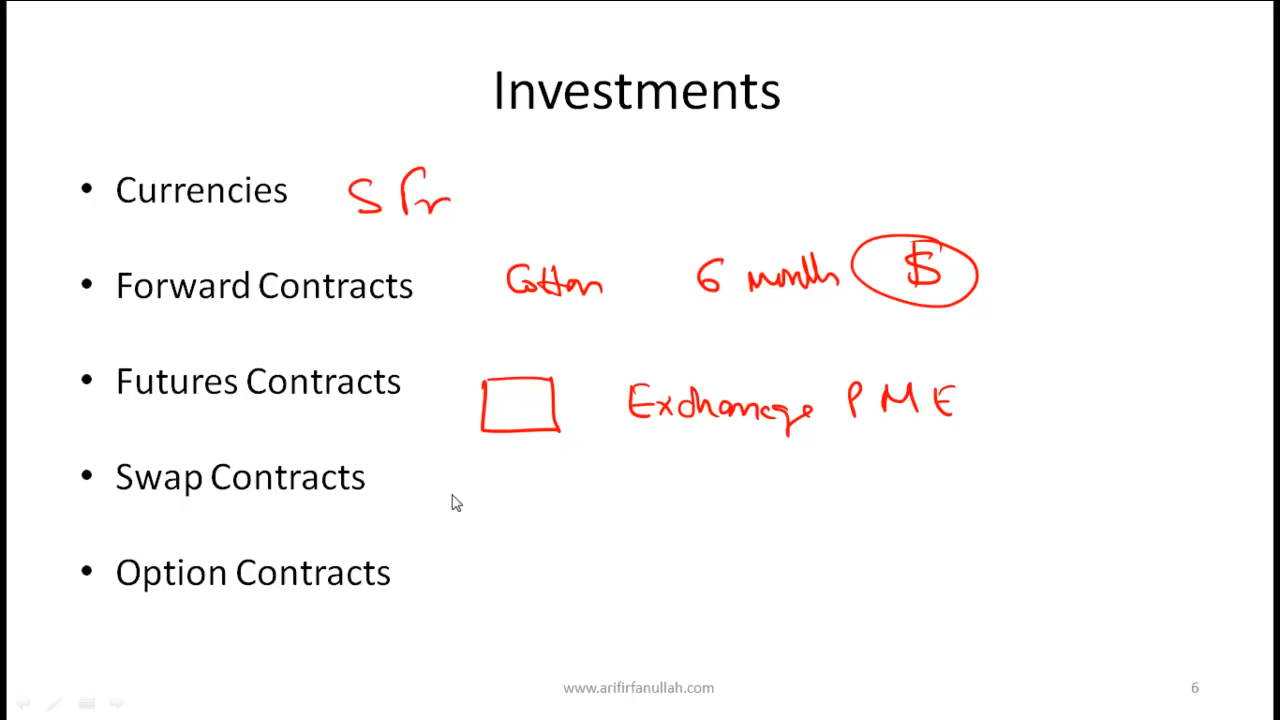 Investments
• Currencies S Fr
• Forward Contracts Cotton 6 month $
• Futures Contracts Exchange PME
• Swap Contracts
• Option Contracts
www.arifirfanullah.com 6